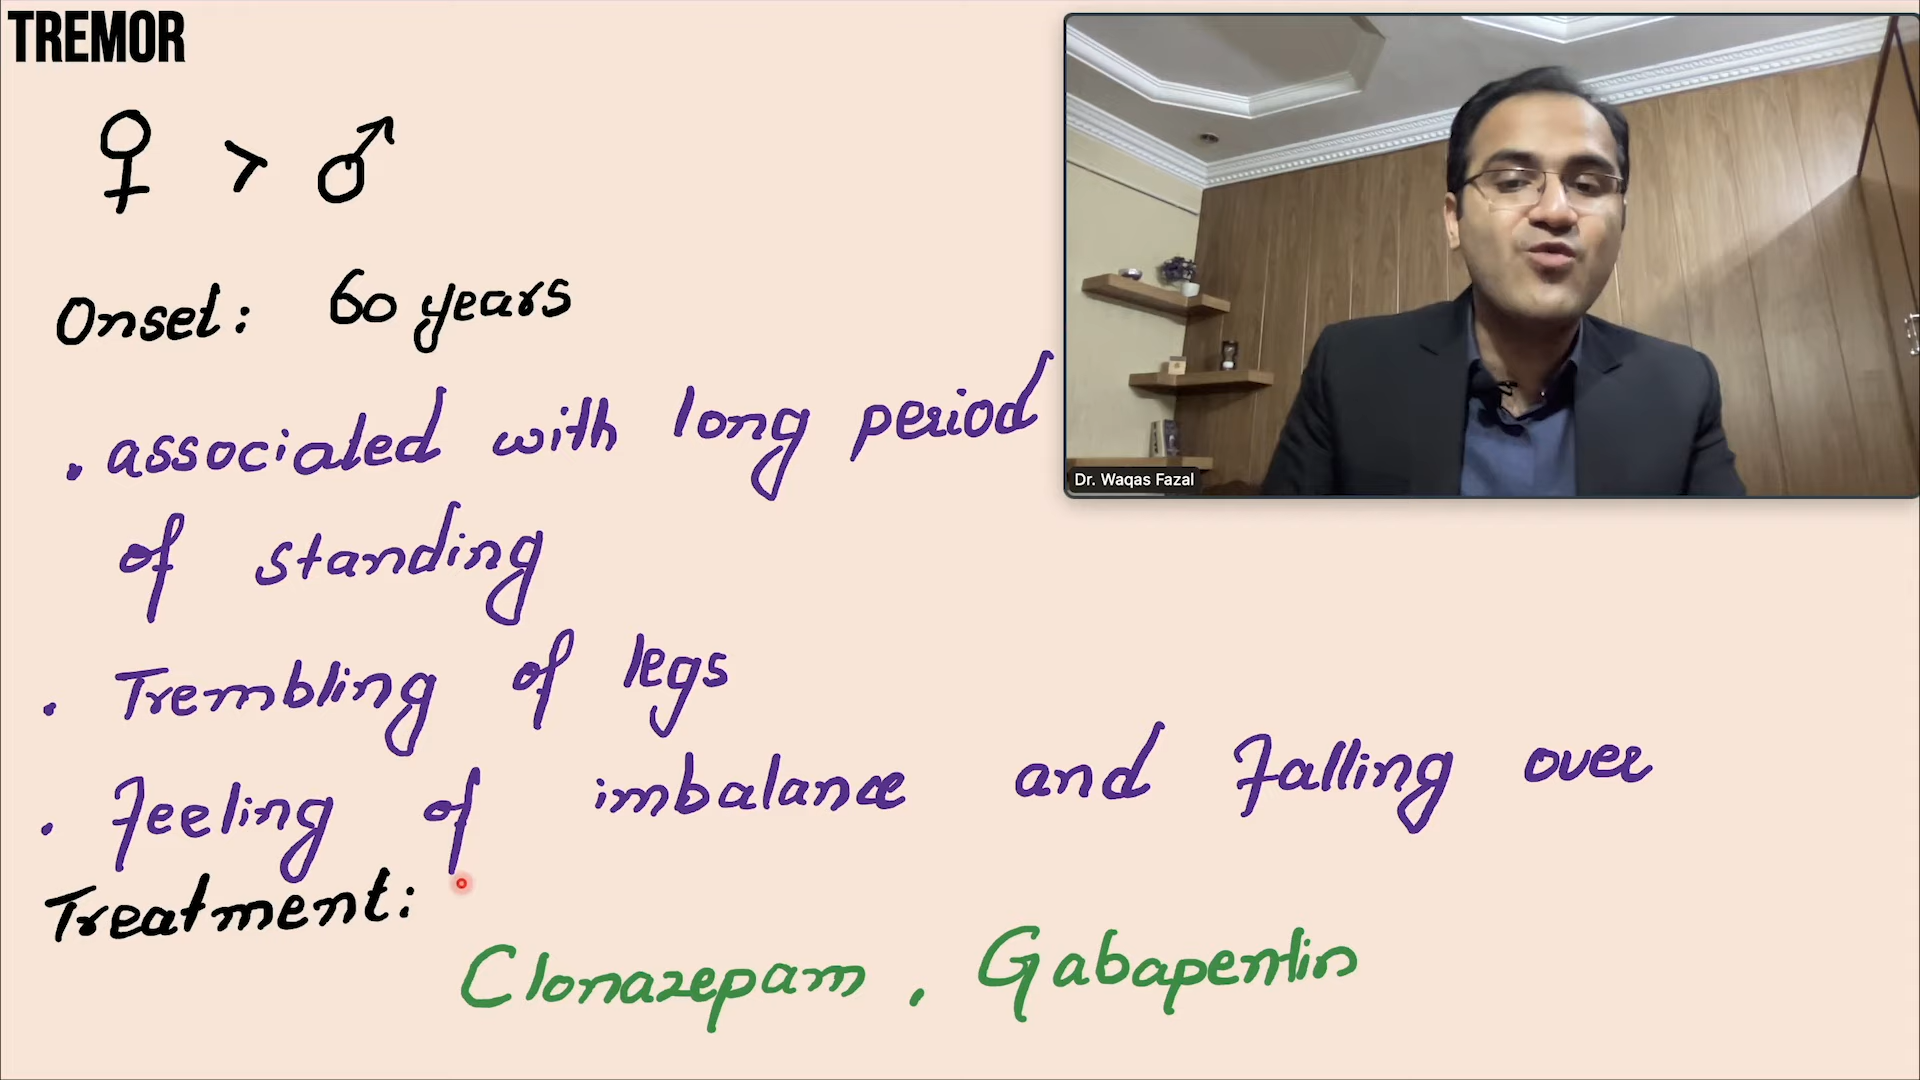 TREMOR
♀ > ♂
Onset: 60 years
. associated with long period
of standing
. Trembling of legs
. Feeling of imbalance and Falling over
Treatment:
Clonazepam, Gabapentin
Dr. Waqas Fazal